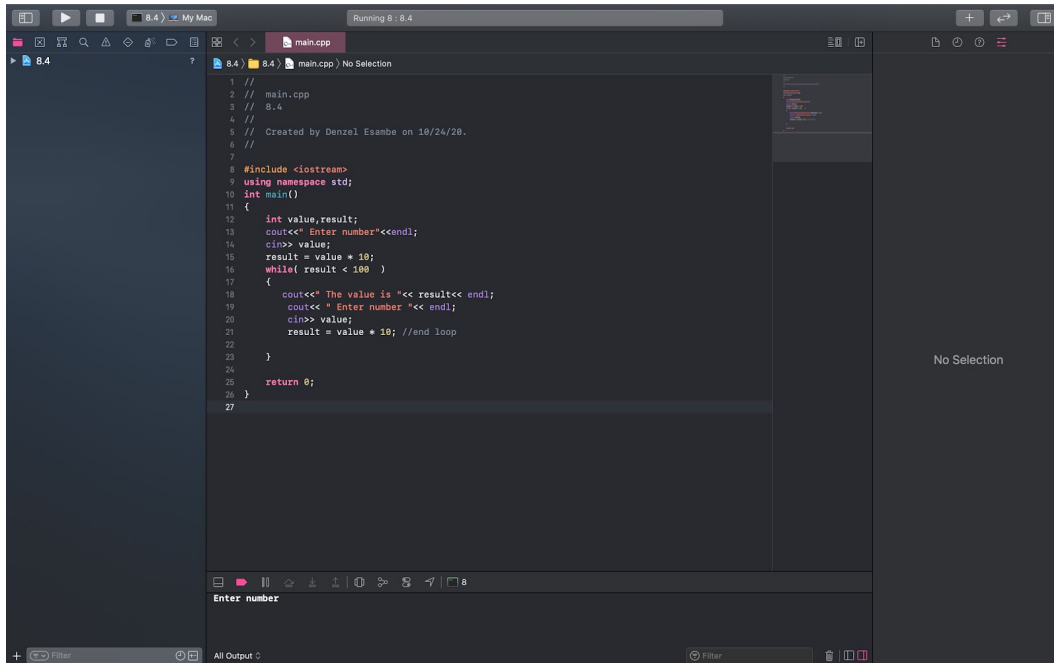 8.4 〉 My Mac
Running 8 : 8.4
main.cpp
8.4
?
8.4 〉 8.4 〉 main.cpp 〉 No Selection
1 //
2 //  main.cpp
3 //  8.4
4 //
5 //  Created by Denzel Esambe on 10/24/20.
6 //
7
8 #include <iostream>
9 using namespace std;
10 int main()
11 {
12     int value,result;
13     cout<<" Enter number"<<endl;
14     cin>> value;
15     result = value * 10;
16     while( result < 100  )
17     {
18        cout<<" The value is "<< result<< endl;
19         cout<< " Enter number "<< endl;
20         cin>> value;
21         result = value * 10; //end loop
22
23     }
24
25     return 0;
26 }
27
No Selection
8
Enter number
Filter
All Output
Filter